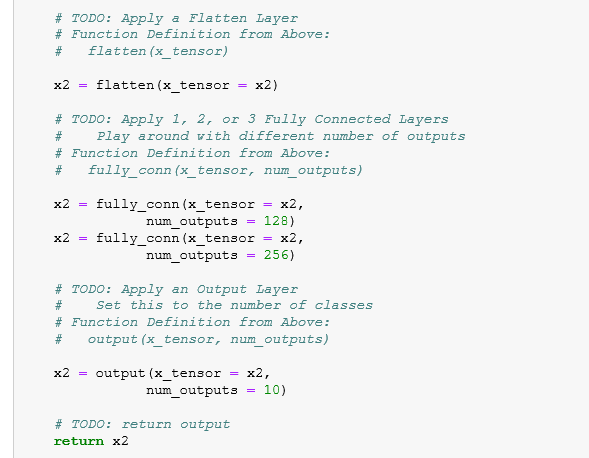 # TODO: Apply a Flatten Layer
# Function Definition from Above:
#   flatten(x_tensor)
x2 = flatten(x_tensor = x2)
# TODO: Apply 1, 2, or 3 Fully Connected Layers
#    Play around with different number of outputs
# Function Definition from Above:
#   fully_conn(x_tensor, num_outputs)
x2 = fully_conn(x_tensor = x2,
           num_outputs = 128)
x2 = fully_conn(x_tensor = x2,
           num_outputs = 256)
# TODO: Apply an Output Layer
#    Set this to the number of classes
# Function Definition from Above:
#   output(x_tensor, num_outputs)
x2 = output(x_tensor = x2,
           num_outputs = 10)
# TODO: return output
return x2